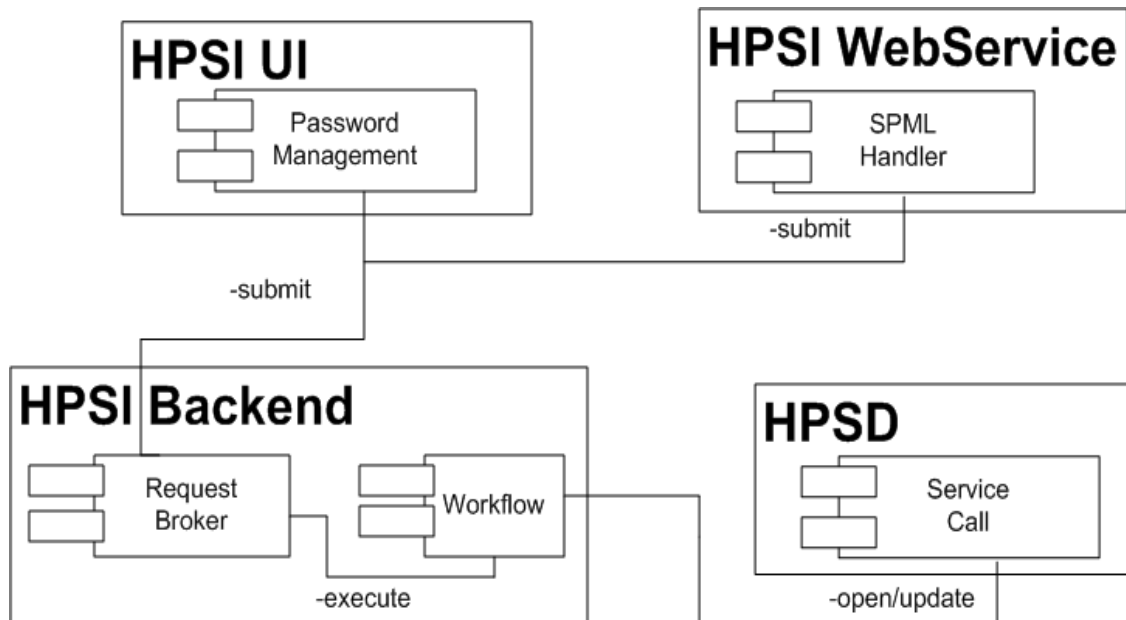 HPSI UI
Password
Management
HPSI WebService
SPML
Handler
-submit
-submit
HPSI Backend
Request
Broker
Workflow
-execute
HPSD
Service
Call
-open/update